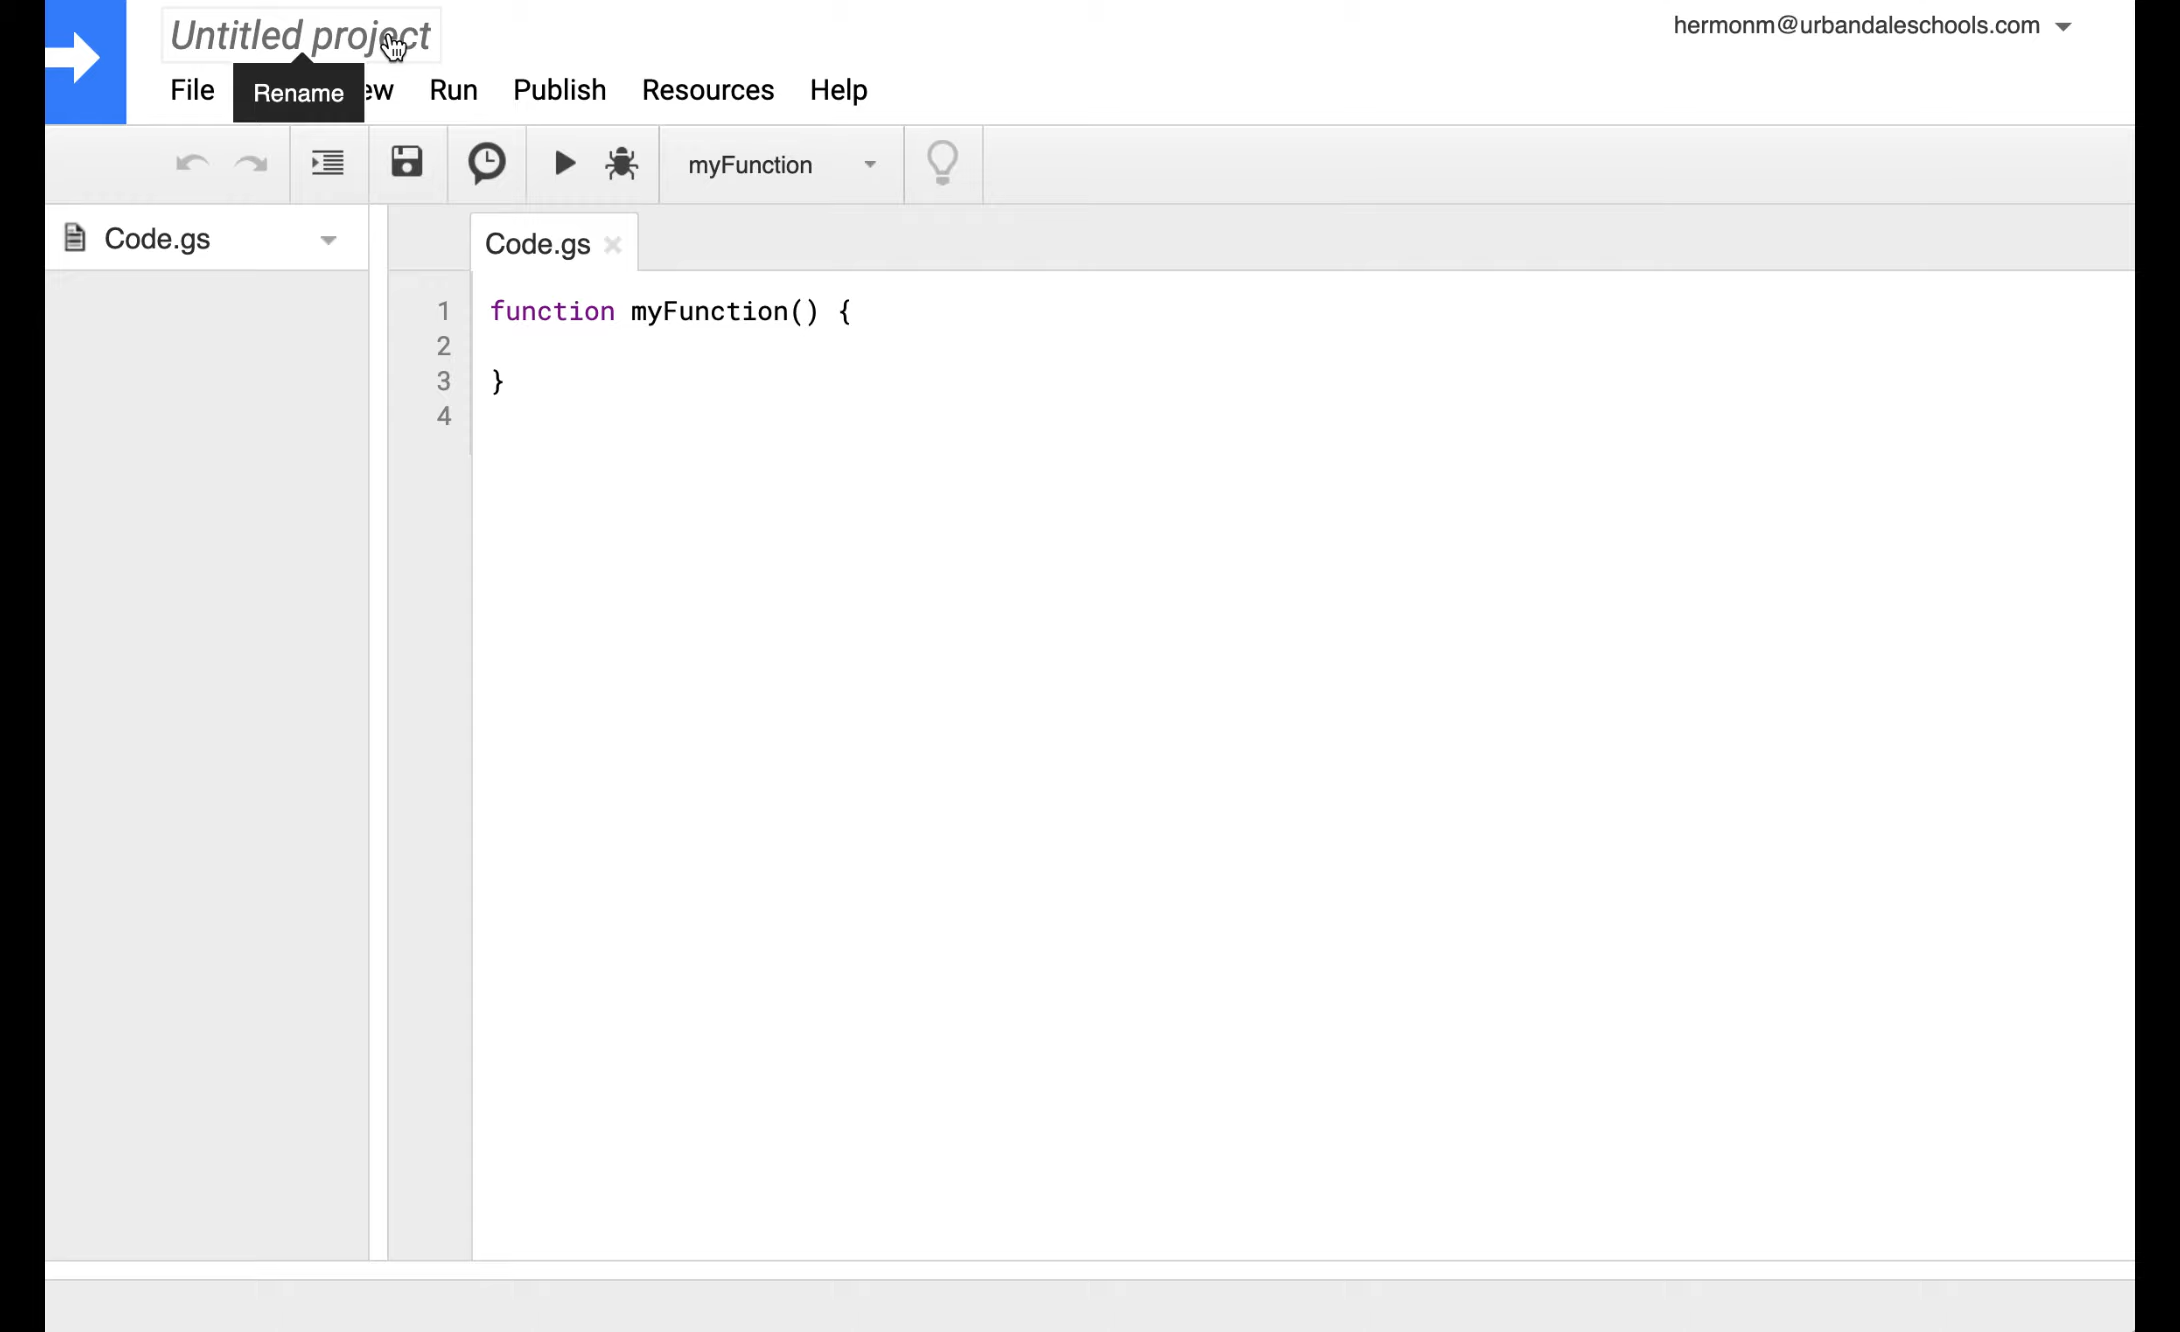 Untitled project
hermonm@urbandaleschools.com
File Rename ew Run Publish Resources Help
myFunction
Code.gs
Code.gs
1 function myFunction() {
2
3 }
4